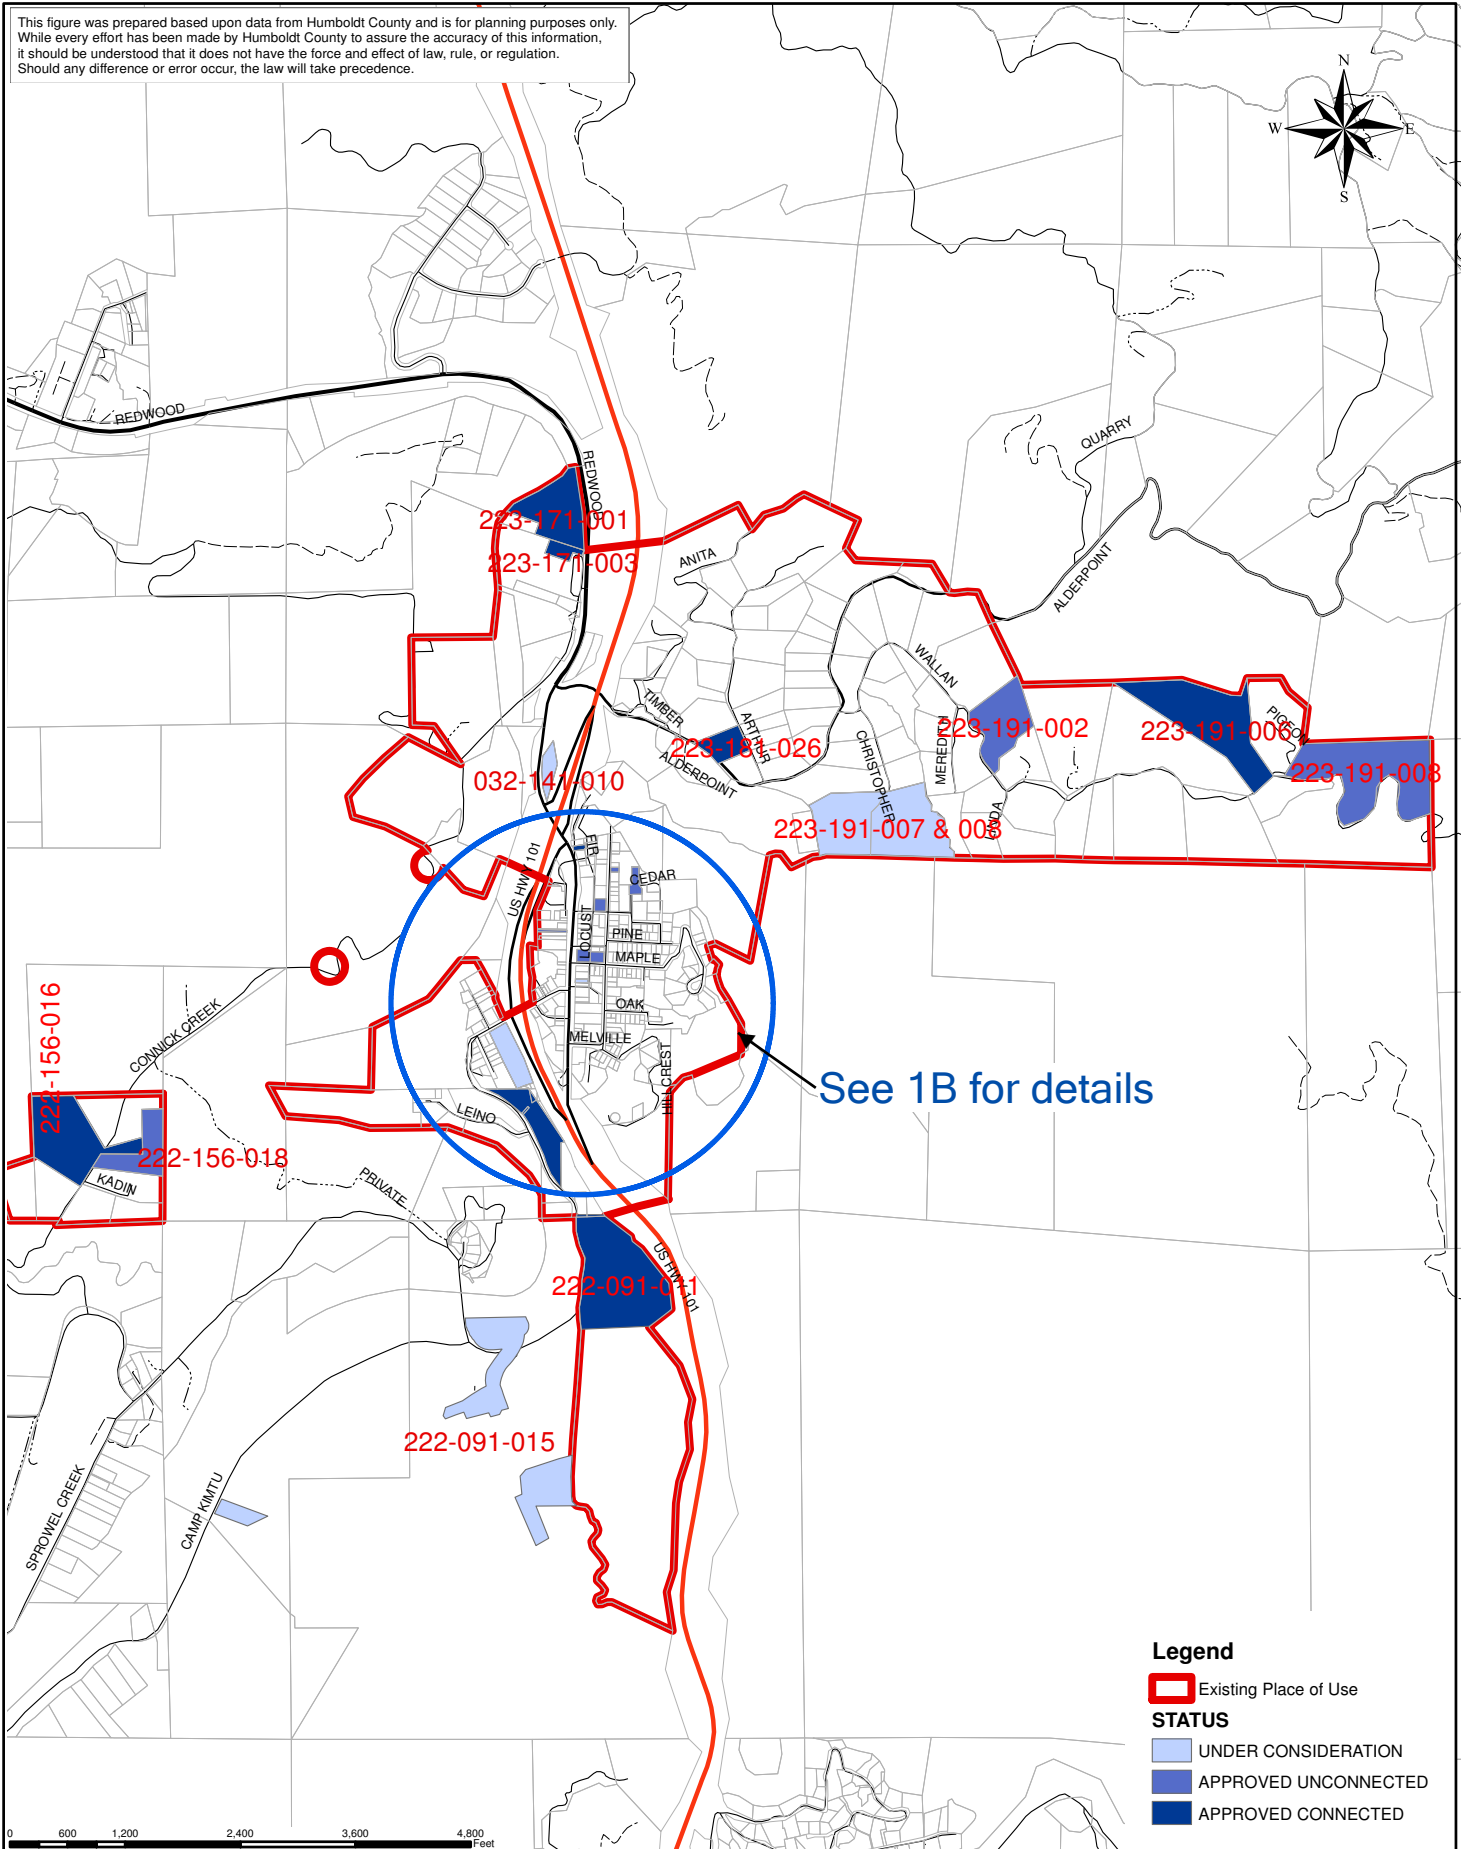 This figure was prepared based upon data from Humboldt County and is for planning purposes only.
While every effort has been made by Humboldt County to assure the accuracy of this information,
it should be understood that it does not have the force and effect of law, rule, or regulation.
Should any difference or error occur, the law will take precedence.
N
W
E
S
REDWOOD
REDWOOD
QUARRY
223-171-001
223-171-003
ANITA
ALDERPOINT
WALLAN
TIMBER
ARTHUR
223-181-026
ALDERPOINT
CHRISTOPHER
MEREDITH
223-191-002
223-191-006
PIGEON
223-191-008
032-141-010
223-191-007 & 003
LINDA
US HWY 101
FIR
CEDAR
LOCUST
PINE
MAPLE
OAK
MELVILLE
HILLCREST
222-156-016
CONNICK CREEK
See 1B for details
LEINO
222-156-018
KADIN
PRIVATE
US HWY 101
222-091-011
222-091-015
SPROWEL CREEK
CAMP KIMTU
Legend
Existing Place of Use
STATUS
UNDER CONSIDERATION
APPROVED UNCONNECTED
APPROVED CONNECTED
0 600 1,200 2,400 3,600 4,800
Feet